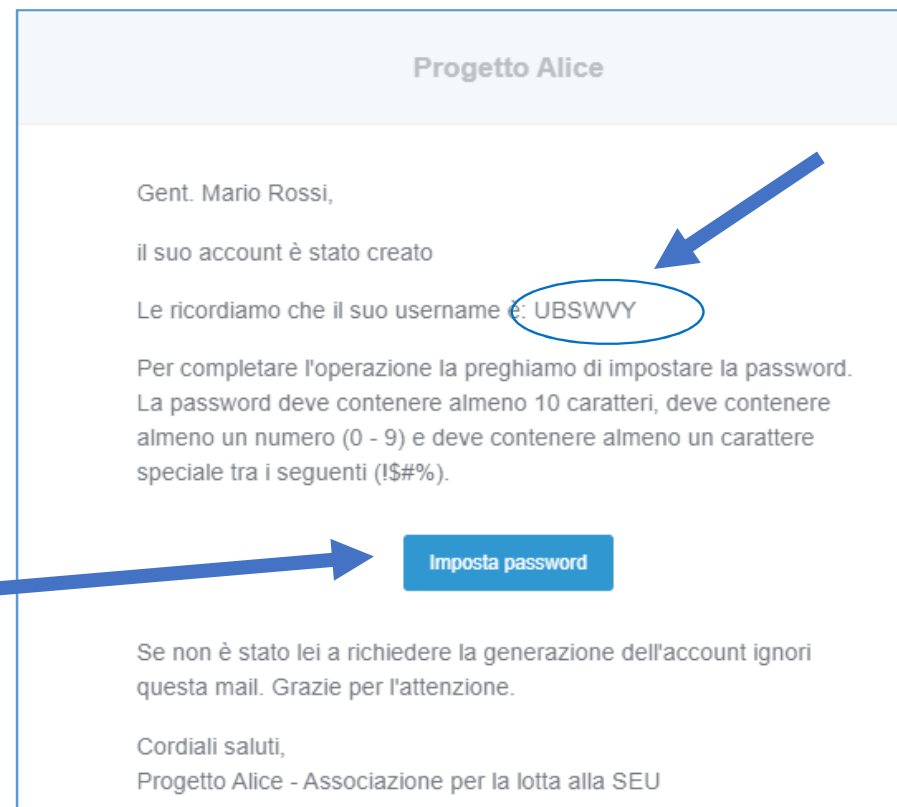 Progetto Alice
Gent. Mario Rossi,
il suo account è stato creato
Le ricordiamo che il suo username è: UBSWVY
Per completare l'operazione la preghiamo di impostare la password.
La password deve contenere almeno 10 caratteri, deve contenere
almeno un numero (0 - 9) e deve contenere almeno un carattere
speciale tra i seguenti (!$#%).
Imposta password
Se non è stato lei a richiedere la generazione dell'account ignori
questa mail. Grazie per l'attenzione.
Cordiali saluti,
Progetto Alice - Associazione per la lotta alla SEU